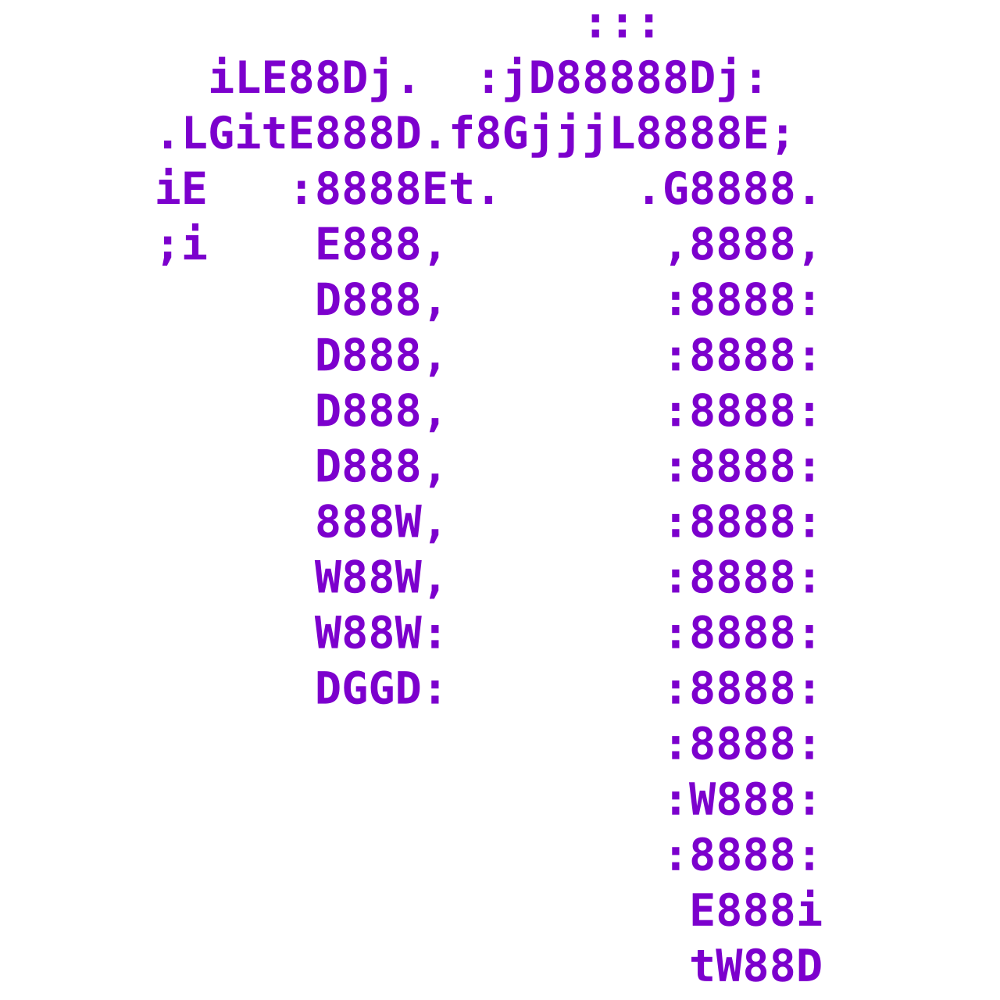 :::
  iLE88Dj.  :jD88888Dj:
.LGitE888D.f8GjjjL8888E;
iE   :8888Et.     .G8888.
;i    E888,        ,8888,
      D888,        :8888:
      D888,        :8888:
      D888,        :8888:
      D888,        :8888:
      888W,        :8888:
      W88W,        :8888:
      W88W:        :8888:
      DGGD:        :8888:
                   :8888:
                   :W888:
                   :8888:
                    E888i
                    tW88D